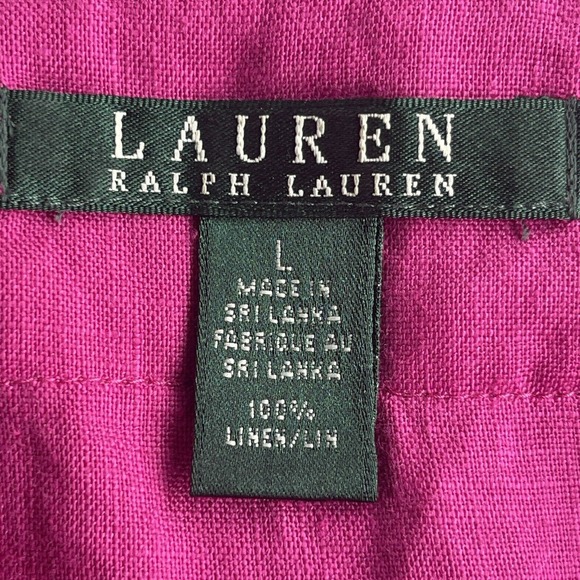 LAUREN
RALPH LAUREN
L
MADE IN
SRI LANKA
FABRIQUE AU
SRI LANKA
100%
LINEN/LIN